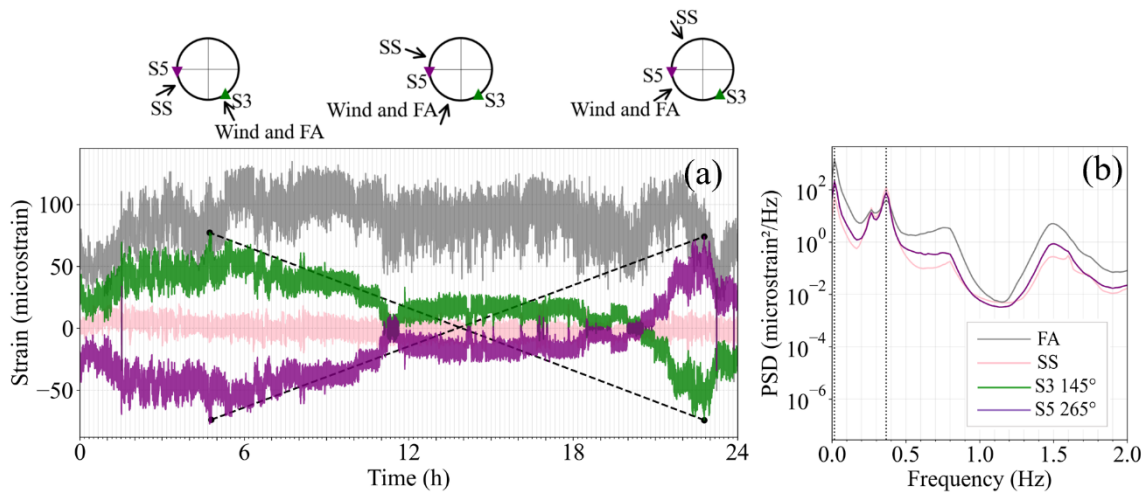 SS
SS
S5
SS
S3
Wind and FA
S5
Wind and FA
S3
S5
Wind and FA
S3
(a)
100
50
0
−50
Strain (microstrain)
0
6
12
18
24
Time (h)
(b)
10²
10⁰
10⁻²
10⁻⁴
10⁻⁶
PSD (microstrain²/Hz)
FA
SS
S3 145°
S5 265°
0.0
0.5
1.0
1.5
2.0
Frequency (Hz)